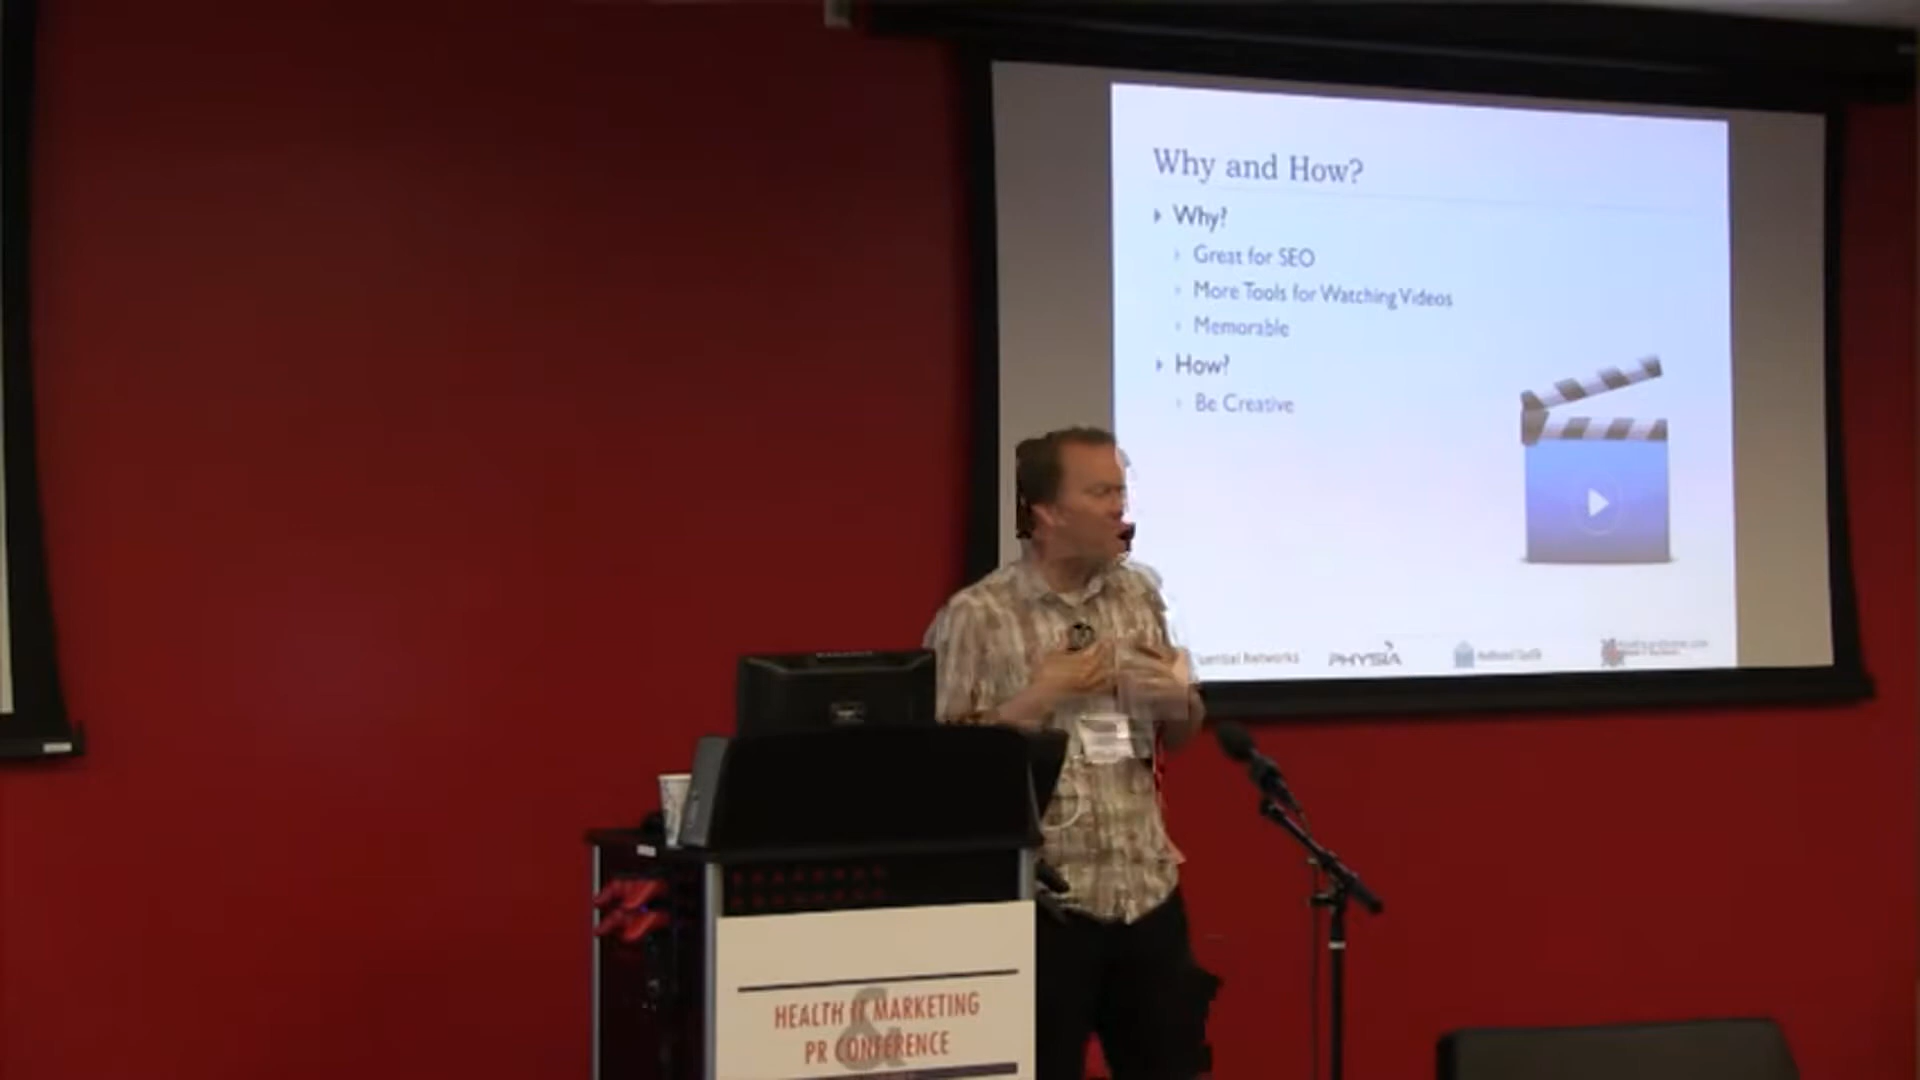 Why and How?
Why?
Great for SEO
More Tools for Watching Videos
Memorable
How?
Be Creative
Networks
PHYSIA
HEALTH IT MARKETING
&
PR CONFERENCE